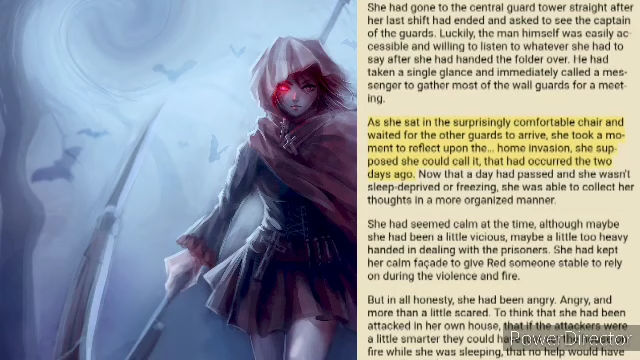 She had gone to the central guard tower straight after
her last shift had ended and asked to see the captain
of the guards. Luckily, the man himself was easily ac-
cessible and willing to listen to whatever she had to
say after she had handed the folder over. He had
taken a single glance and immediately called a mes-
senger to gather most of the wall guards for a meet-
ing.
As she sat in the surprisingly comfortable chair and
waited for the other guards to arrive, she took a mo-
ment to reflect upon the... home invasion, she sup-
posed she could call it, that had occurred the two
days ago. Now that a day had passed and she wasn't
sleep-deprived or freezing, she was able to collect her
thoughts in a more organized manner.
She had seemed calm at the time, although maybe
she had been a little vicious, maybe a little too heavy
handed in dealing with the prisoners. She had kept
her calm façade to give Red someone stable to rely
on during the violence and fire.
But in all honesty, she had been angry. Angry, and
more than a little scared. To think that she had been
attacked in her own house, that if the attackers were
a little smarter they could
fire while she was sleeping, that no help would have
PowerDirector